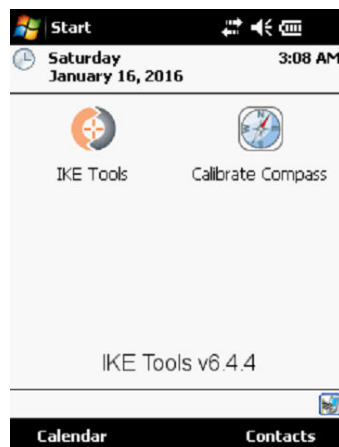 Start
Saturday
3:08 AM
January 16, 2016
IKE Tools
Calibrate Compass
IKE Tools v6.4.4
Calendar
Contacts